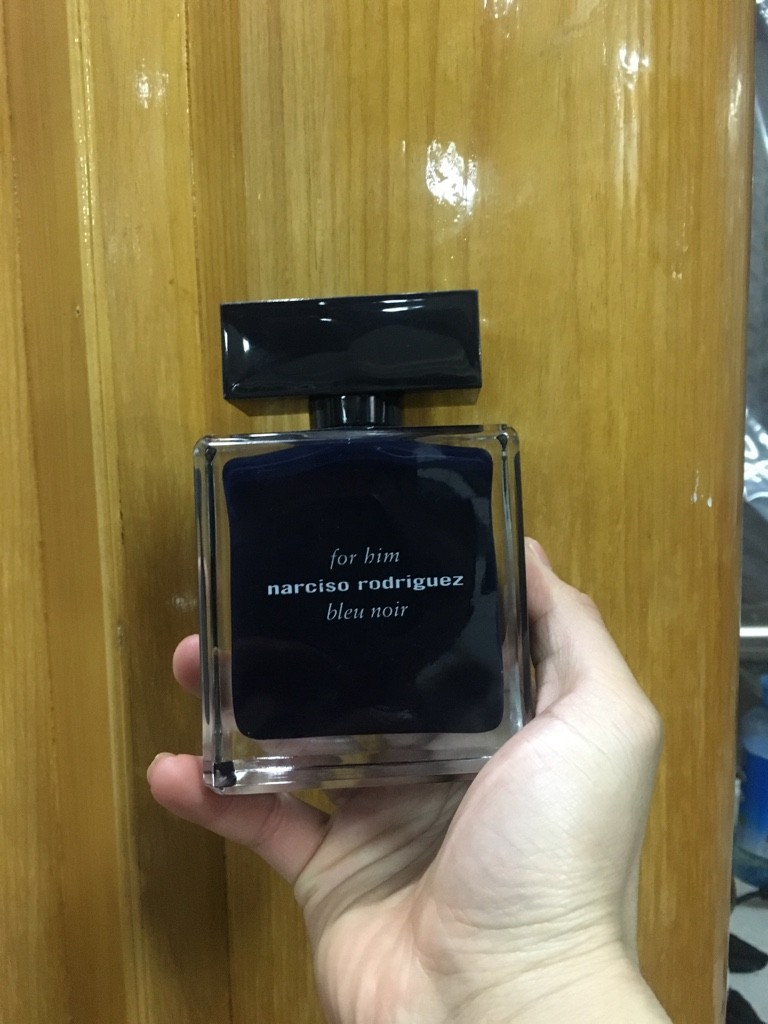 for him
narciso rodriguez
bleu noir